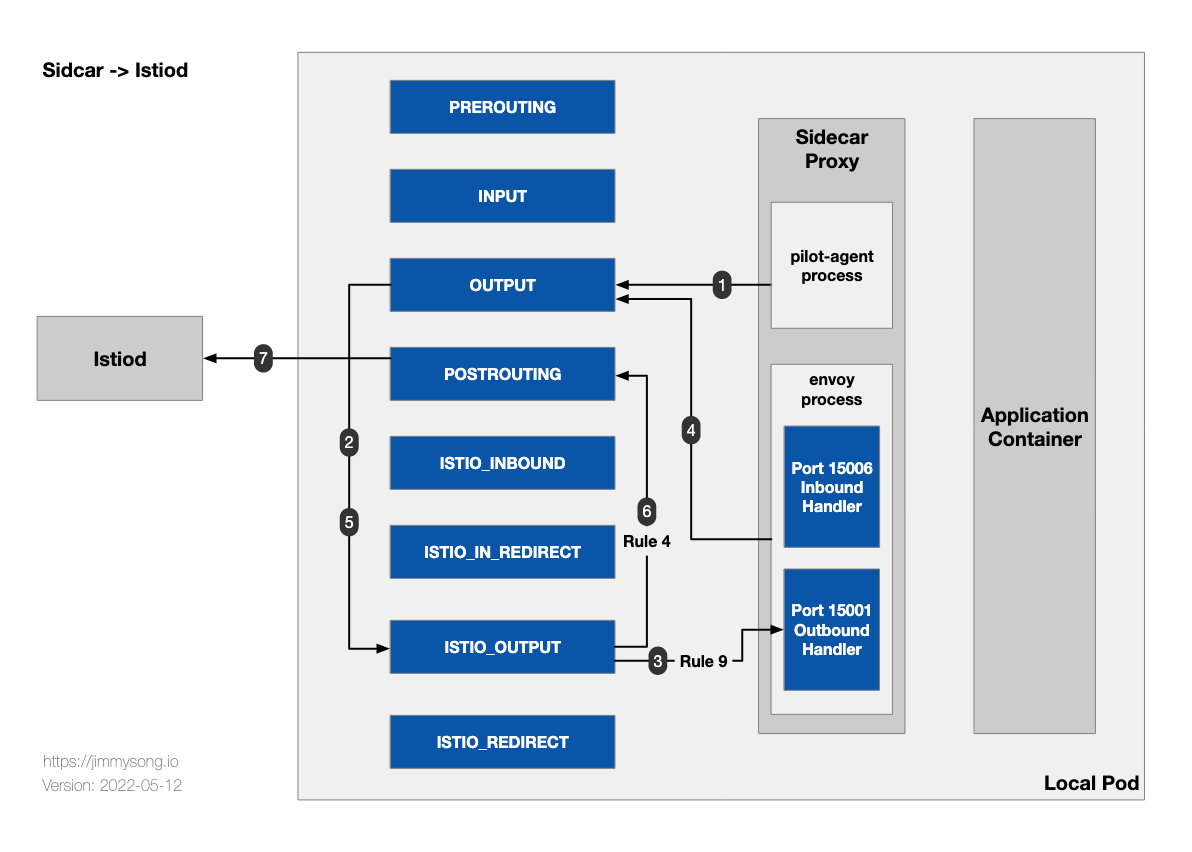 Sidcar -> Istiod
PREROUTING
INPUT
OUTPUT
POSTROUTING
ISTIO_INBOUND
ISTIO_IN_REDIRECT
ISTIO_OUTPUT
ISTIO_REDIRECT
Istiod
7
2
5
1
4
6
Rule 4
3
Rule 9
Sidecar
Proxy
pilot-agent
process
envoy
process
Port 15006
Inbound
Handler
Port 15001
Outbound
Handler
Application
Container
Local Pod
https://jimmysong.io
Version: 2022-05-12